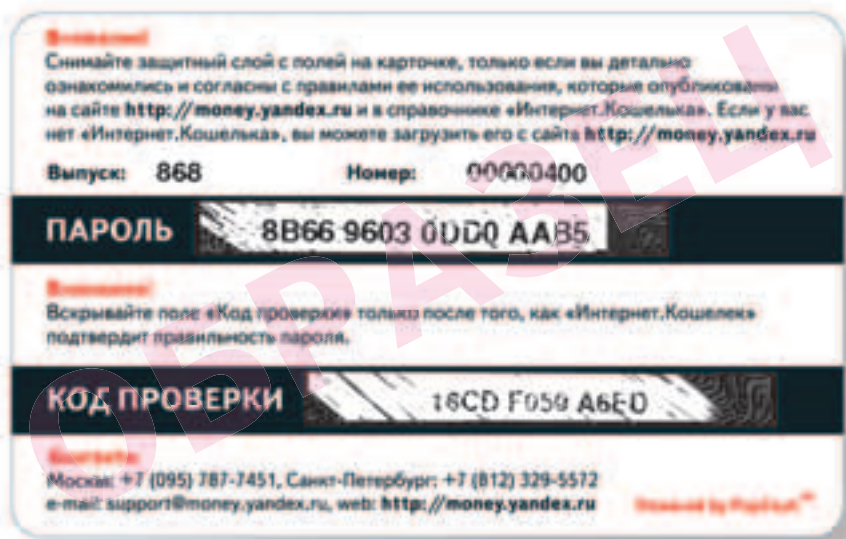 Внимание!
Снимайте защитный слой с полей на карточке, только если вы детально
ознакомились и согласны с правилами ее использования, которые опубликованы
на сайте http://money.yandex.ru и в справочнике «Интернет.Кошелька». Если у вас
нет «Интернет.Кошелька», вы можете загрузить его с сайта http://money.yandex.ru
Выпуск: 868 Номер: 00000400
ПАРОЛЬ 8B66 9603 0DD0 AAB5
Внимание!
Вскрывайте поле «Код проверки» только после того, как «Интернет.Кошелек»
подтвердит правильность пароля.
КОД ПРОВЕРКИ 16CD F059 A6ED
Контакты:
Москва: +7 (095) 787-7451, Санкт-Петербург: +7 (812) 329-5572
e-mail: support@money.yandex.ru, web: http://money.yandex.ru
Powered by PayCash™
ОБРАЗЕЦ